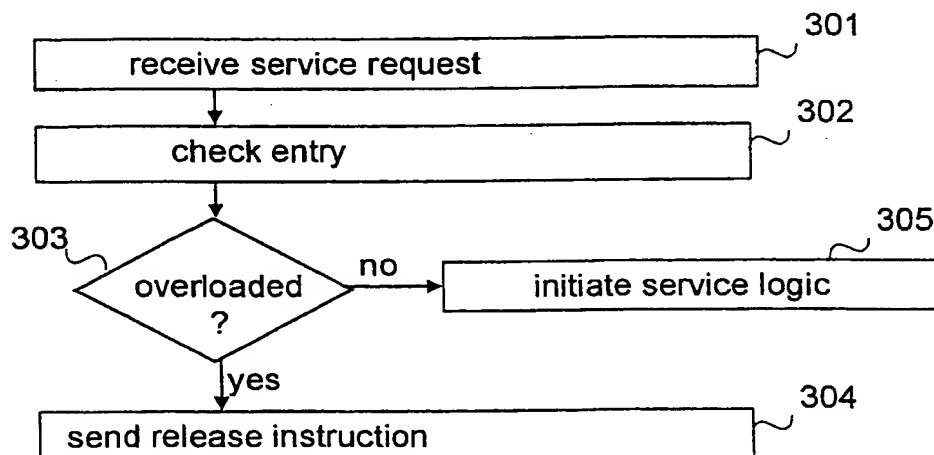 301
receive service request
302
check entry
303
305
no
overloaded
?
initiate service logic
yes
304
send release instruction